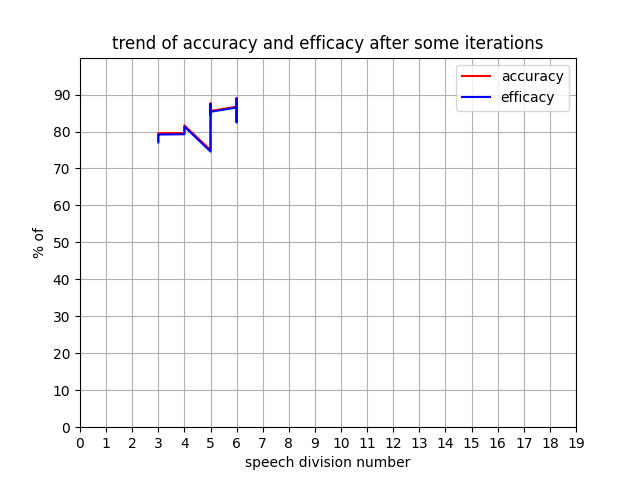 trend of accuracy and efficacy after some iterations
accuracy
efficacy
90
80
70
60
50
40
30
20
10
0
% of
0 1 2 3 4 5 6 7 8 9 10 11 12 13 14 15 16 17 18 19
speech division number